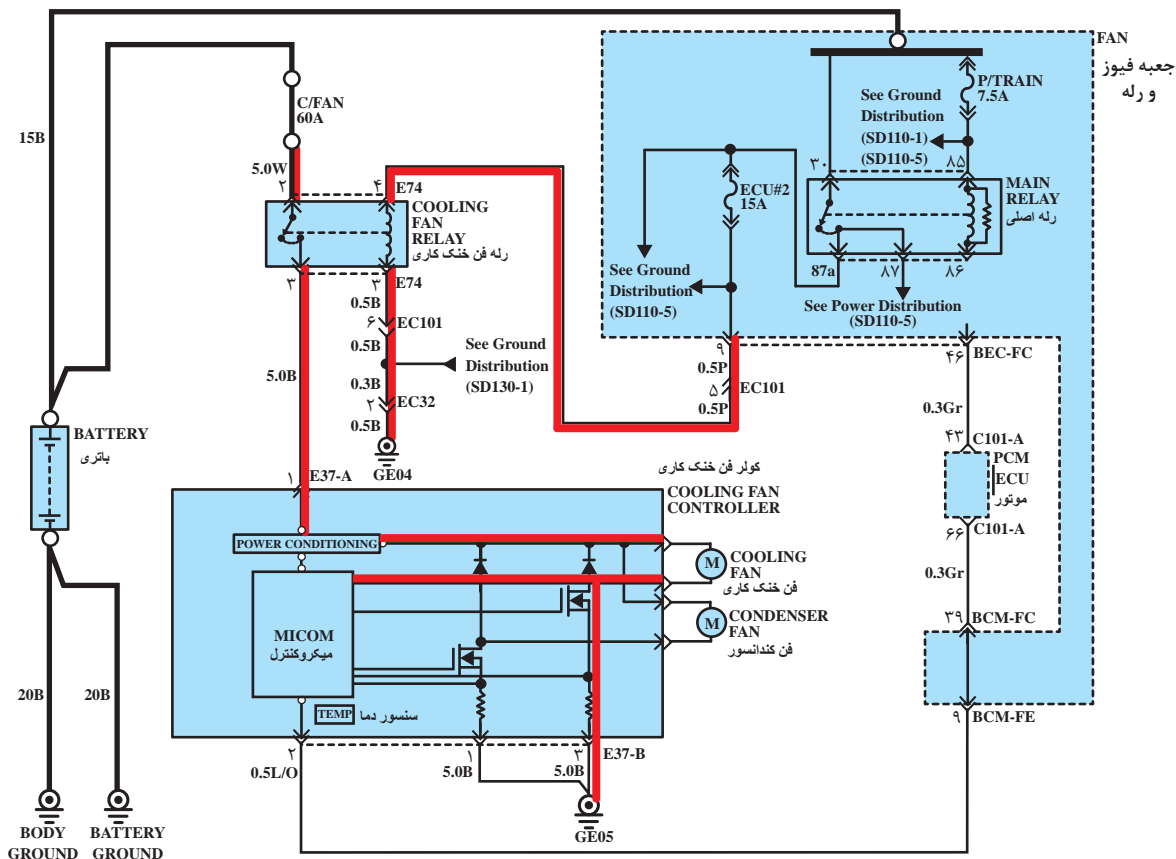 FAN
جعبه فیوز
و رله
P/TRAIN
7.5A
See Ground
Distribution
(SD110-1)
(SD110-5)
۳۰
۸۵
MAIN
RELAY
رله اصلی
ECU#2
15A
87a
۸۷
۸۶
See Ground
Distribution
(SD110-5)
See Power Distribution
(SD110-5)
C/FAN
60A
15B
5.0W
۲
۴
E74
COOLING
FAN
RELAY
رله فن خنک کاری
۳
۳
E74
0.5B
۶
EC101
0.5B
See Ground
Distribution
(SD130-1)
0.3B
۲
EC32
0.5B
GE04
5.0B
۹
0.5P
۵
EC101
0.5P
۴۶
BEC-FC
0.3Gr
۴۳
C101-A
PCM
ECU
موتور
C101-A
۶۶
0.3Gr
۳۹
BCM-FC
۹
BCM-FE
BATTERY
باتری
۱
E37-A
کولر فن خنک کاری
COOLING FAN
CONTROLLER
POWER CONDITIONING
M
COOLING
FAN
فن خنک کاری
M
CONDENSER
FAN
فن کندانسور
MICOM
میکروکنترل
TEMP
سنسور دما
۲
0.5L/O
۱
5.0B
۳
5.0B
E37-B
GE05
20B
20B
BODY
GROUND
BATTERY
GROUND